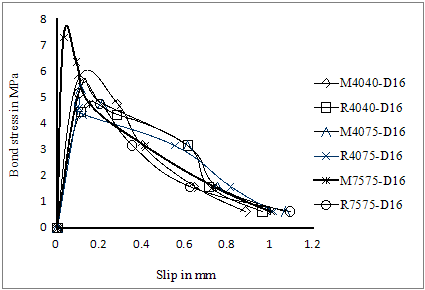 8
7
6
5
4
3
2
1
0
0 0.2 0.4 0.6 0.8 1 1.2
Bond stress in MPa
Slip in mm
M4040-D16
R4040-D16
M4075-D16
R4075-D16
M7575-D16
R7575-D16